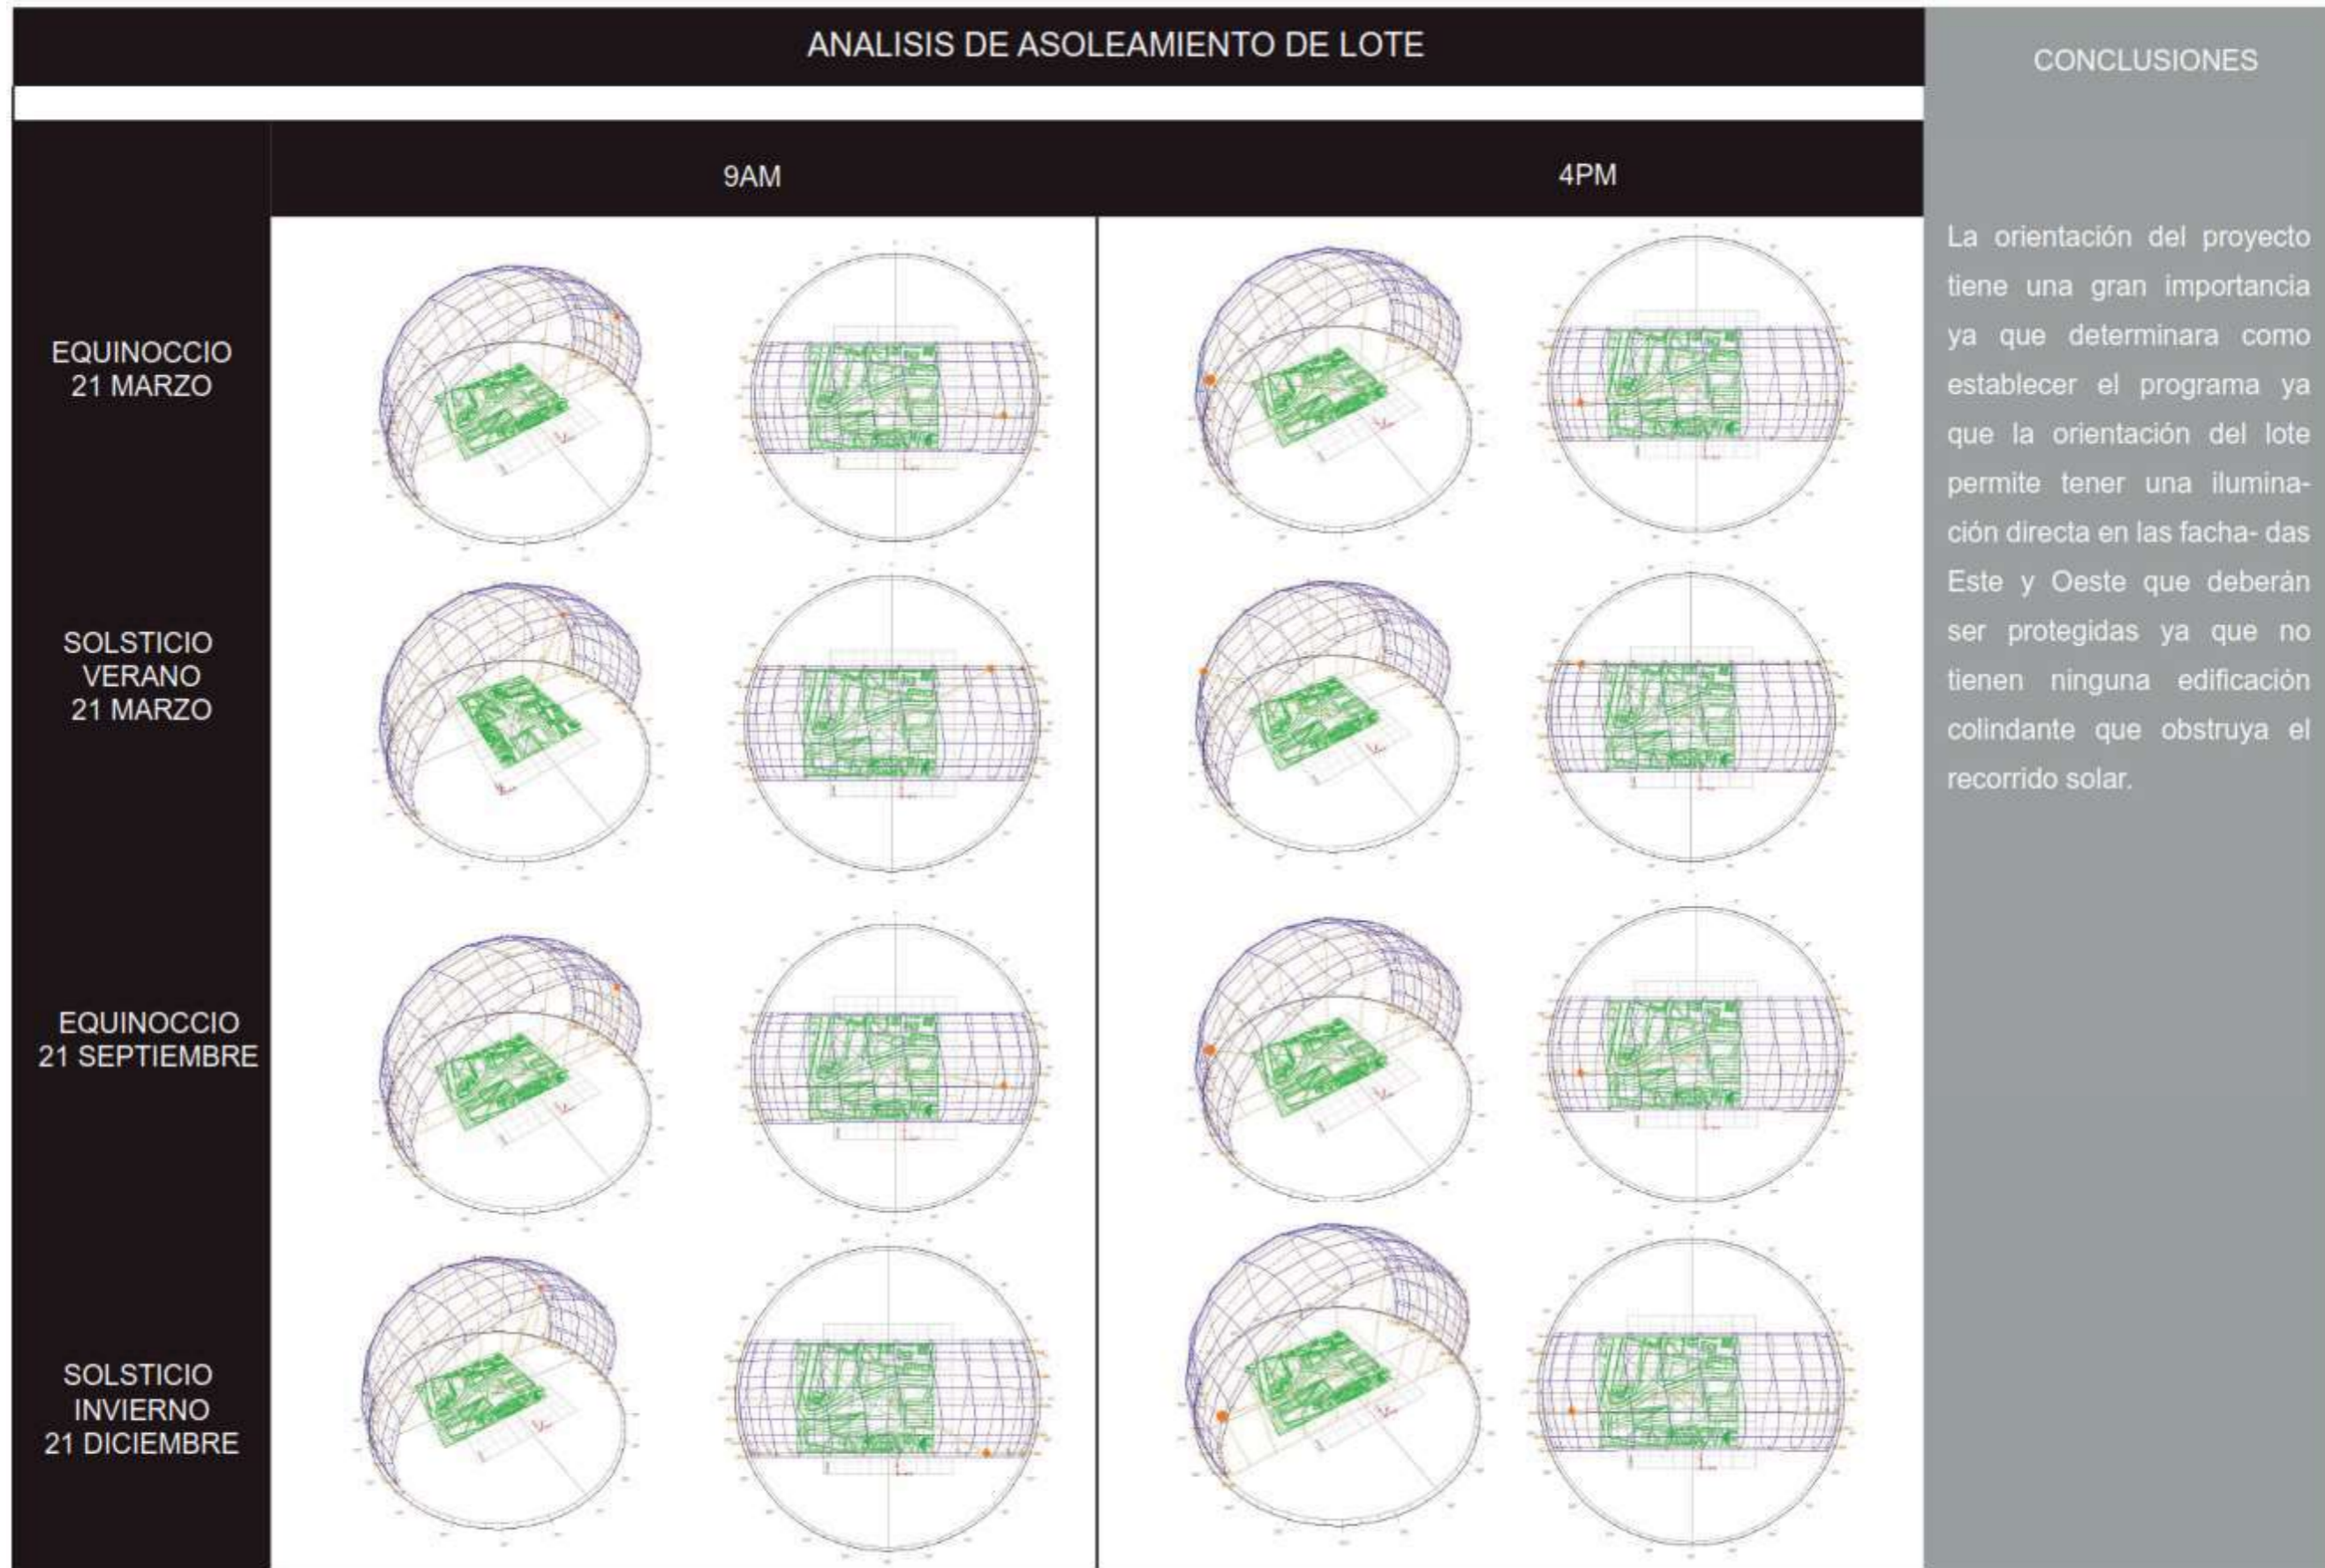 ANALISIS DE ASOLEAMIENTO DE LOTE
CONCLUSIONES
9AM
4PM
EQUINOCCIO
21 MARZO
SOLSTICIO
VERANO
21 MARZO
EQUINOCCIO
21 SEPTIEMBRE
SOLSTICIO
INVIERNO
21 DICIEMBRE
La orientación del proyecto
tiene una gran importancia
ya que determinara como
establecer el programa ya
que la orientación del lote
permite tener una ilumina-
ción directa en las facha- das
Este y Oeste que deberán
ser protegidas ya que no
tienen ninguna edificación
colindante que obstruya el
recorrido solar.